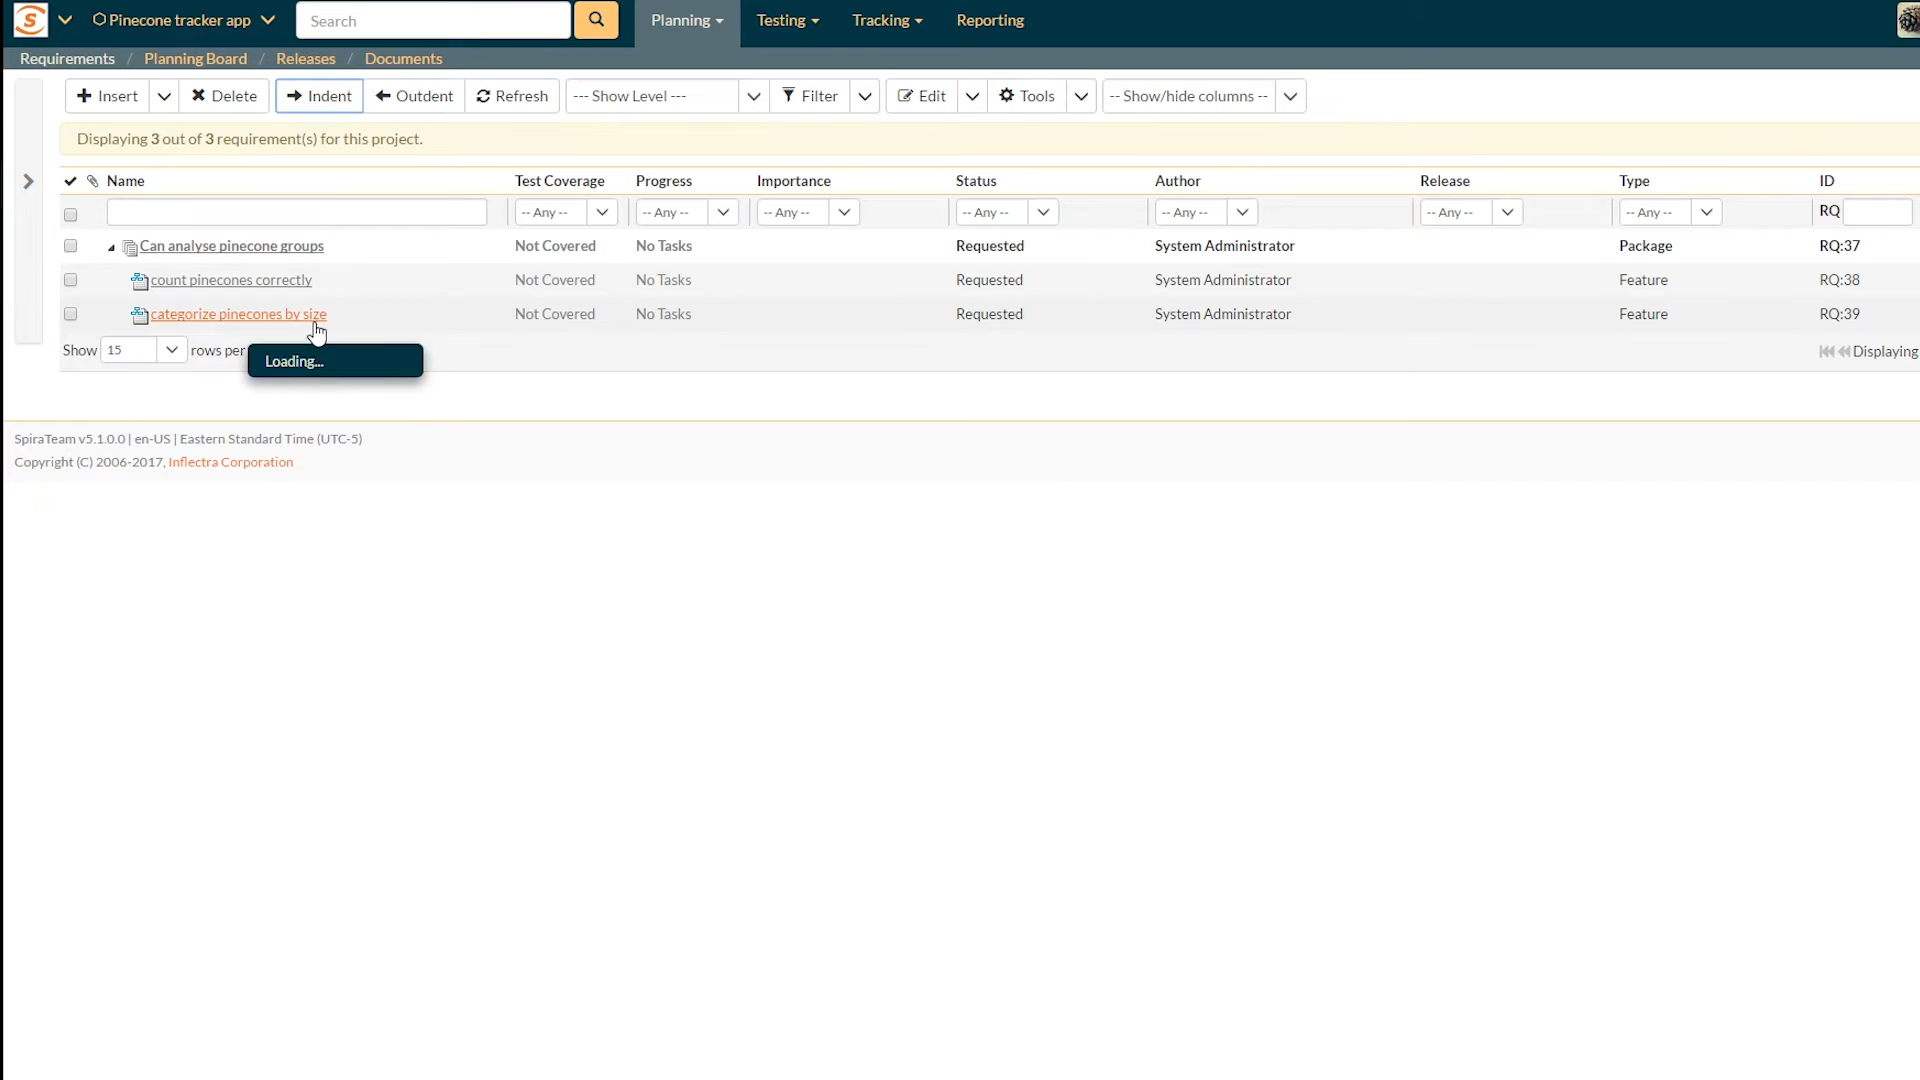 S Pinecone tracker app Search Planning Testing Tracking Reporting
Requirements / Planning Board / Releases / Documents
Insert Delete Indent Outdent Refresh --- Show Level --- Filter Edit Tools -- Show/hide columns --
Displaying 3 out of 3 requirement(s) for this project.
Name Test Coverage Progress Importance Status Author Release Type ID
-- Any -- -- Any -- -- Any -- -- Any -- -- Any -- -- Any -- -- Any -- RQ
Can analyse pinecone groups Not Covered No Tasks Requested System Administrator Package RQ:37
count pinecones correctly Not Covered No Tasks Requested System Administrator Feature RQ:38
categorize pinecones by size Not Covered No Tasks Requested System Administrator Feature RQ:39
Show 15 rows per Displaying
Loading...
SpiraTeam v5.1.0.0 | en-US | Eastern Standard Time (UTC-5)
Copyright (C) 2006-2017, Inflectra Corporation